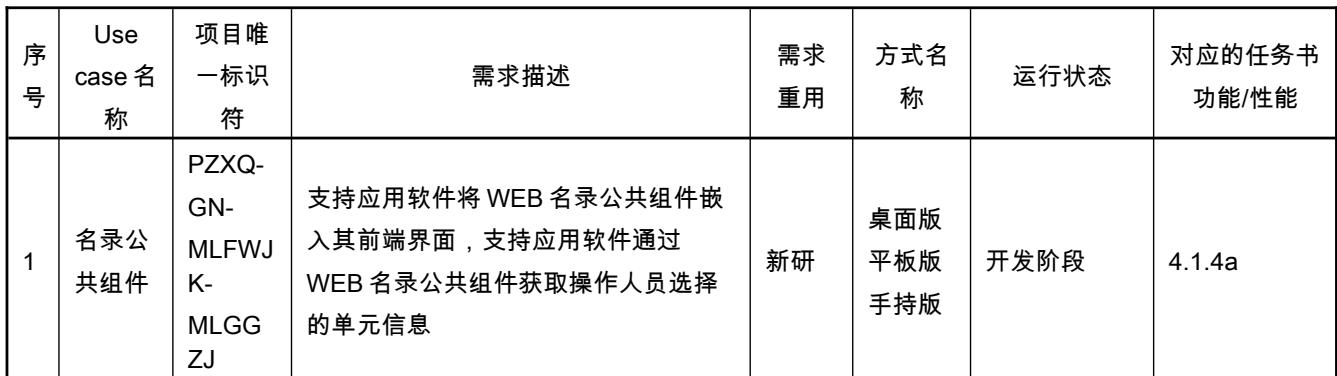 序号
Use case 名称
项目唯一标识符
需求描述
需求重用
方式名称
运行状态
对应的任务书功能/性能
1
名录公共组件
PZXQ-
GN-
MLFWJ
K-
MLGG
ZJ
支持应用软件将 WEB 名录公共组件嵌
入其前端界面，支持应用软件通过
WEB 名录公共组件获取操作人员选择
的单元信息
新研
桌面版
平板版
手持版
开发阶段
4.1.4a